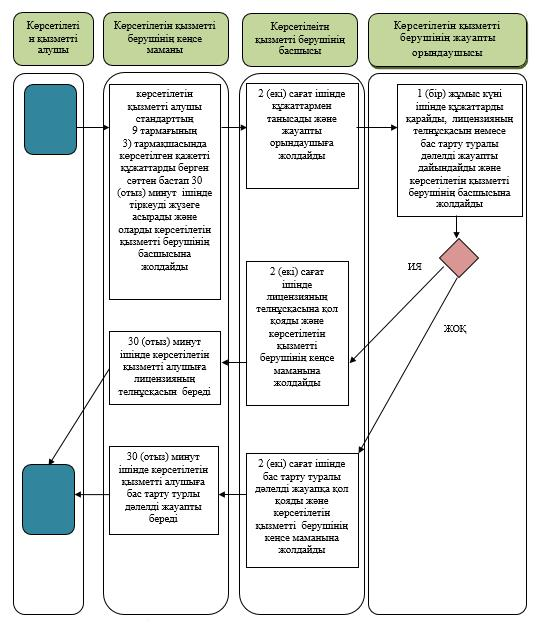 Көрсетілеті
н қызметті
алушы
Көрсетілетін қызметті
берушінің кеңсе
маманы
Көрсетілеітн
қызметті берушінің
басшысы
Көрсетілетін қызметті
берушінің жауапты
орындаушысы
көрсетілетін
қызметті алушы
стандарттың
9 тармағының
3) тармақшасында
көрсетілген қажетті
құжаттарды берген
сәттен бастап 30
(отыз) минут ішінде
тіркеуді жүзеге
асырады және
оларды көрсетілетін
қызметті берушінің
басшысына
жолдайды
2 (екі) сағат ішінде
құжаттармен
танысады және
жауапты
орындаушыға
жолдайды
1 (бір) жұмыс күні
ішінде құжаттарды
қарайды, лицензияның
телнұсқасын немесе
бас тарту туралы
дәлелді жауапты
дайындайды және
көрсетілетін қызметті
берушінің басшысына
жолдайды
ИЯ
ЖОҚ
2 (екі) сағат
ішінде
лицензияның
телнұсқасына қол
қояды және
көрсетілетін
қызметті
берушінің кеңсе
маманына
жолдайды
30 (отыз) минут
ішінде көрсетілетін
қызметті алушыға
лицензияның
телнұсқасын береді
2 (екі) сағат ішінде
бас тарту туралы
дәлелді жауапқа қол
қояды және
көрсетілетін
қызметті берушінің
кеңсе маманына
жолдайды
30 (отыз) минут
ішінде көрсетілетін
қызметті алушыға
бас тарту турлы
дәлелді жауапты
береді